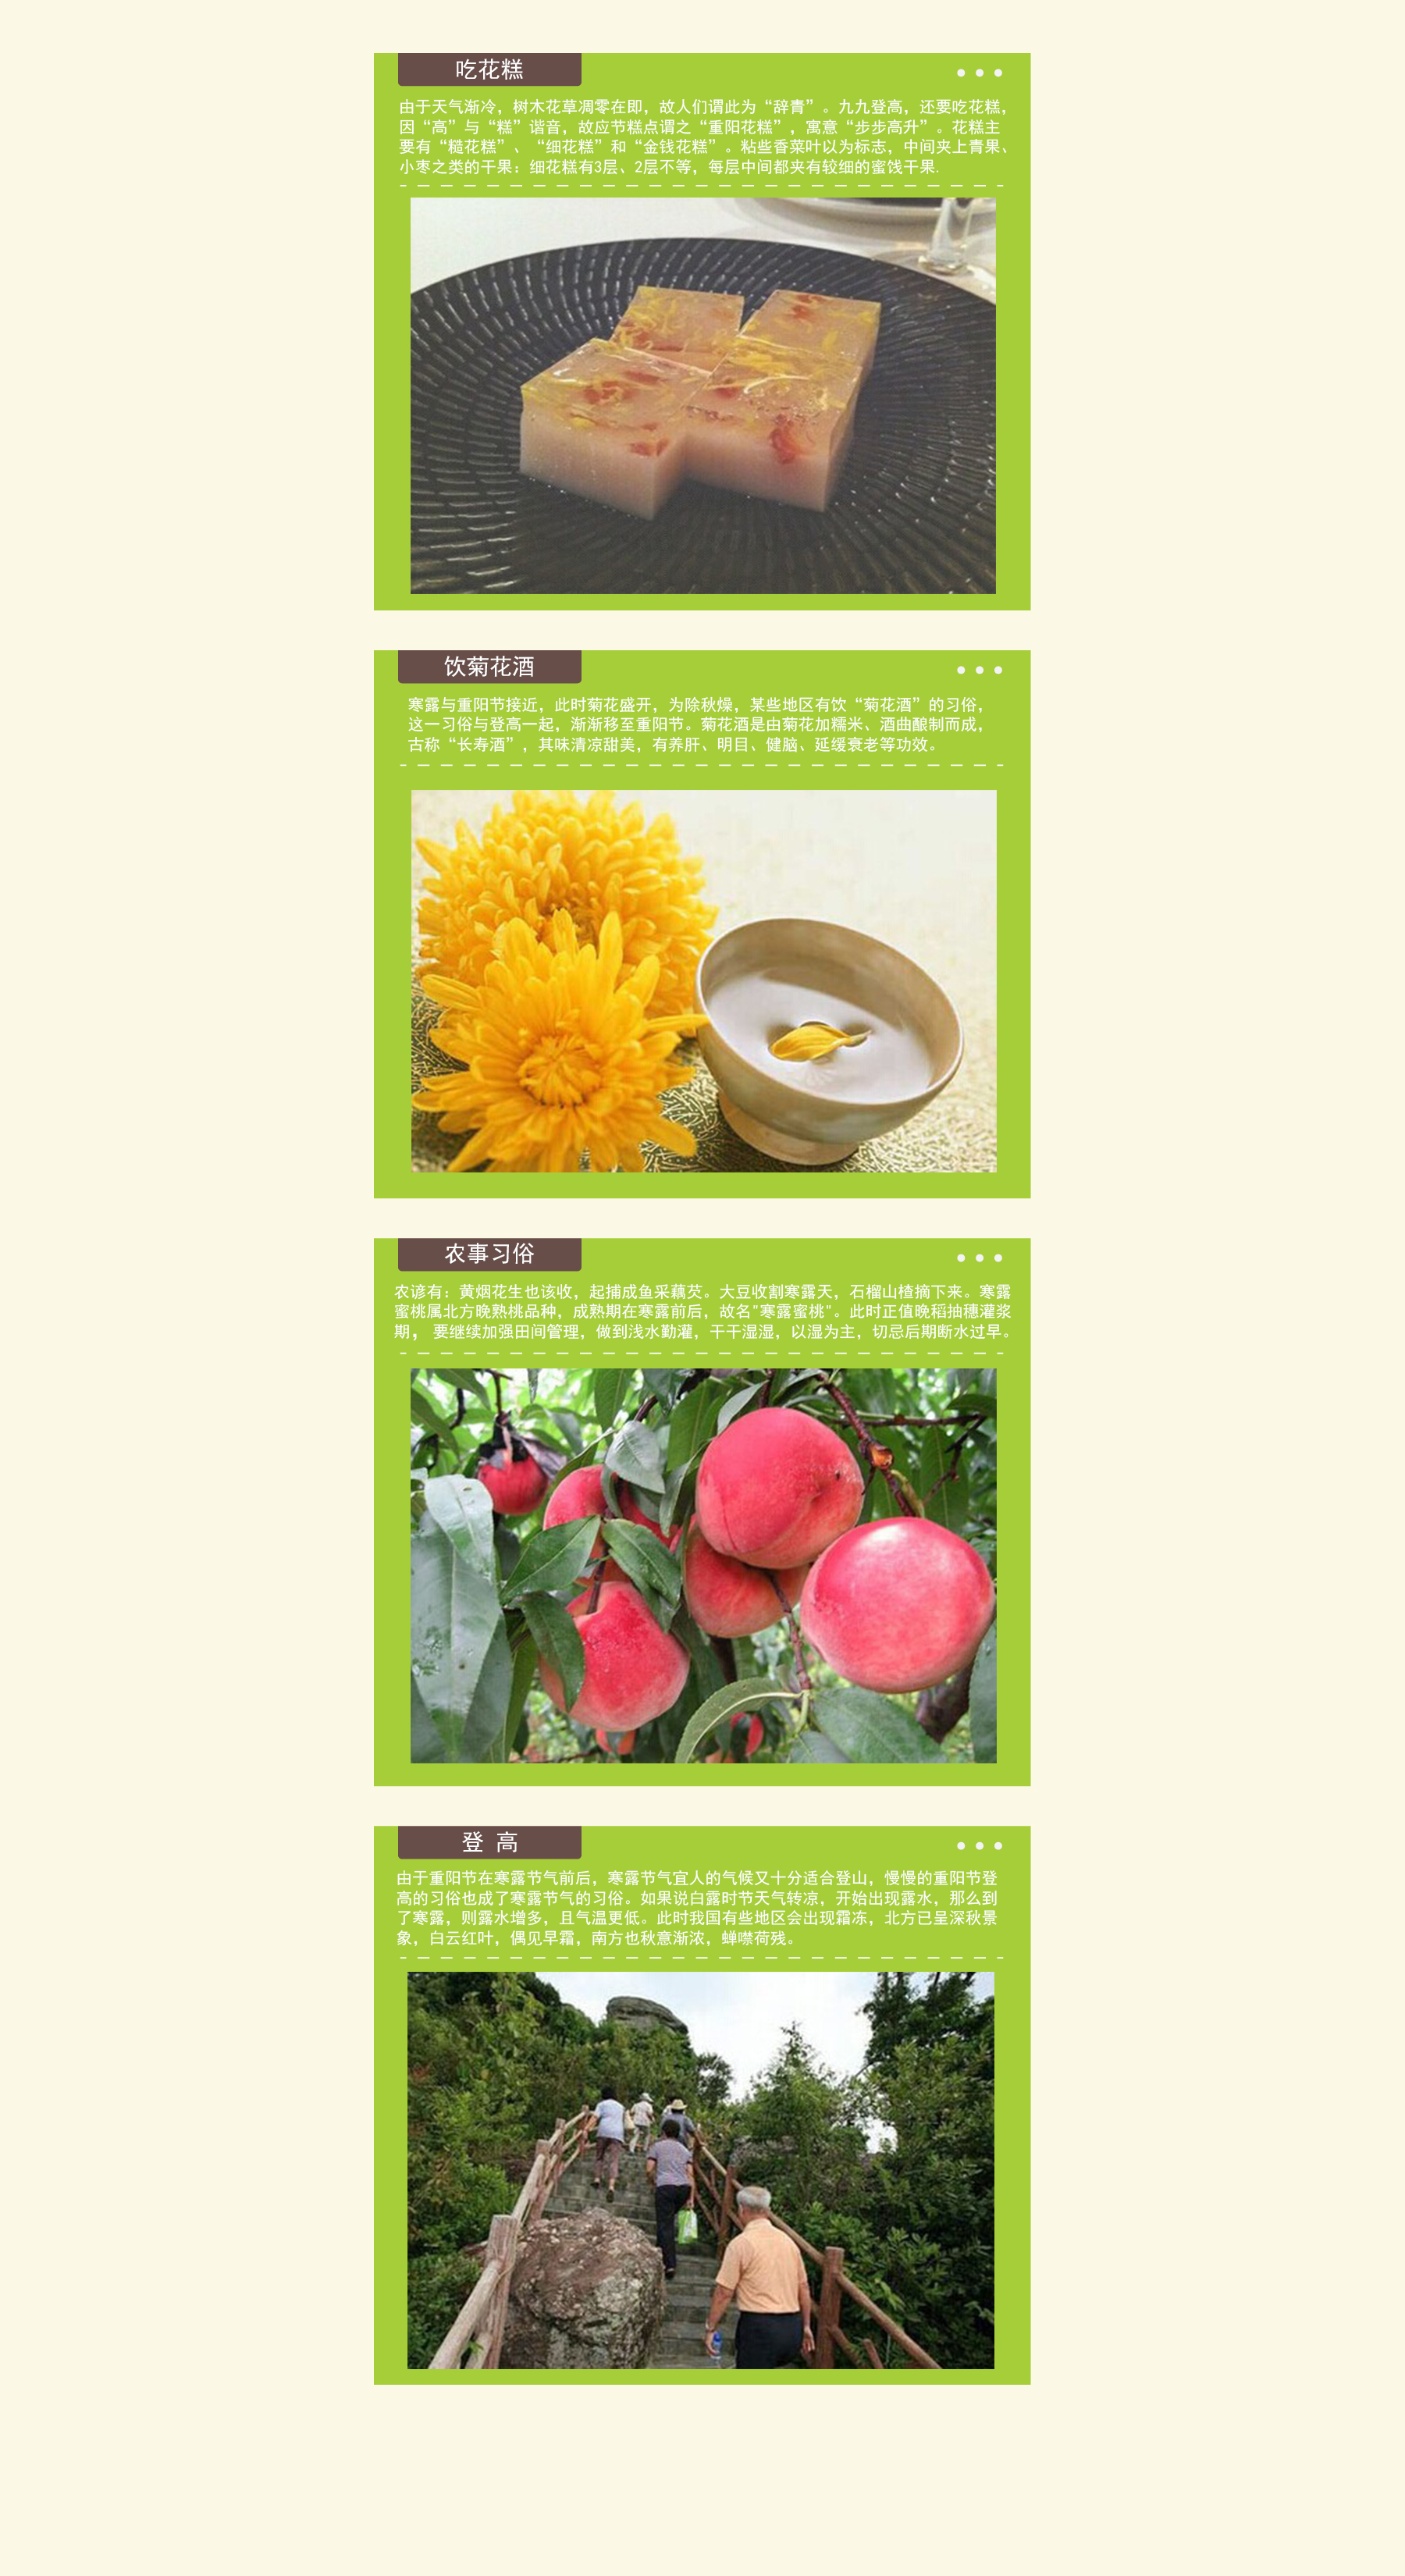 吃花糕
由于天气渐冷，树木花草凋零在即，故人们谓此为“辞青”。九九登高，还要吃花糕，
因“高”与“糕”谐音，故应节糕点谓之“重阳花糕”，寓意“步步高升”。花糕主
要有“糙花糕”、“细花糕”和“金钱花糕”。粘些香菜叶以为标志，中间夹上青果、
小枣之类的干果；细花糕有3层、2层不等，每层中间都夹有较细的蜜饯干果.
饮菊花酒
寒露与重阳节接近，此时菊花盛开，为除秋燥，某些地区有饮“菊花酒”的习俗，
这一习俗与登高一起，渐渐移至重阳节。菊花酒是由菊花加糯米、酒曲酿制而成，
古称“长寿酒”，其味清凉甜美，有养肝、明目、健脑、延缓衰老等功效。
农事习俗
农谚有：黄烟花生也该收，起捕成鱼采藕芡。大豆收割寒露天，石榴山楂摘下来。寒露
蜜桃属北方晚熟桃品种，成熟期在寒露前后，故名"寒露蜜桃"。此时正值晚稻抽穗灌浆
期，要继续加强田间管理，做到浅水勤灌，干干湿湿，以湿为主，切忌后期断水过早。
登 高
由于重阳节在寒露节气前后，寒露节气宜人的气候又十分适合登山，慢慢的重阳节登
高的习俗也成了寒露节气的习俗。如果说白露时节天气转凉，开始出现露水，那么到
了寒露，则露水增多，且气温更低。此时我国有些地区会出现霜冻，北方已呈深秋景
象，白云红叶，偶见早霜，南方也秋意渐浓，蝉噤荷残。